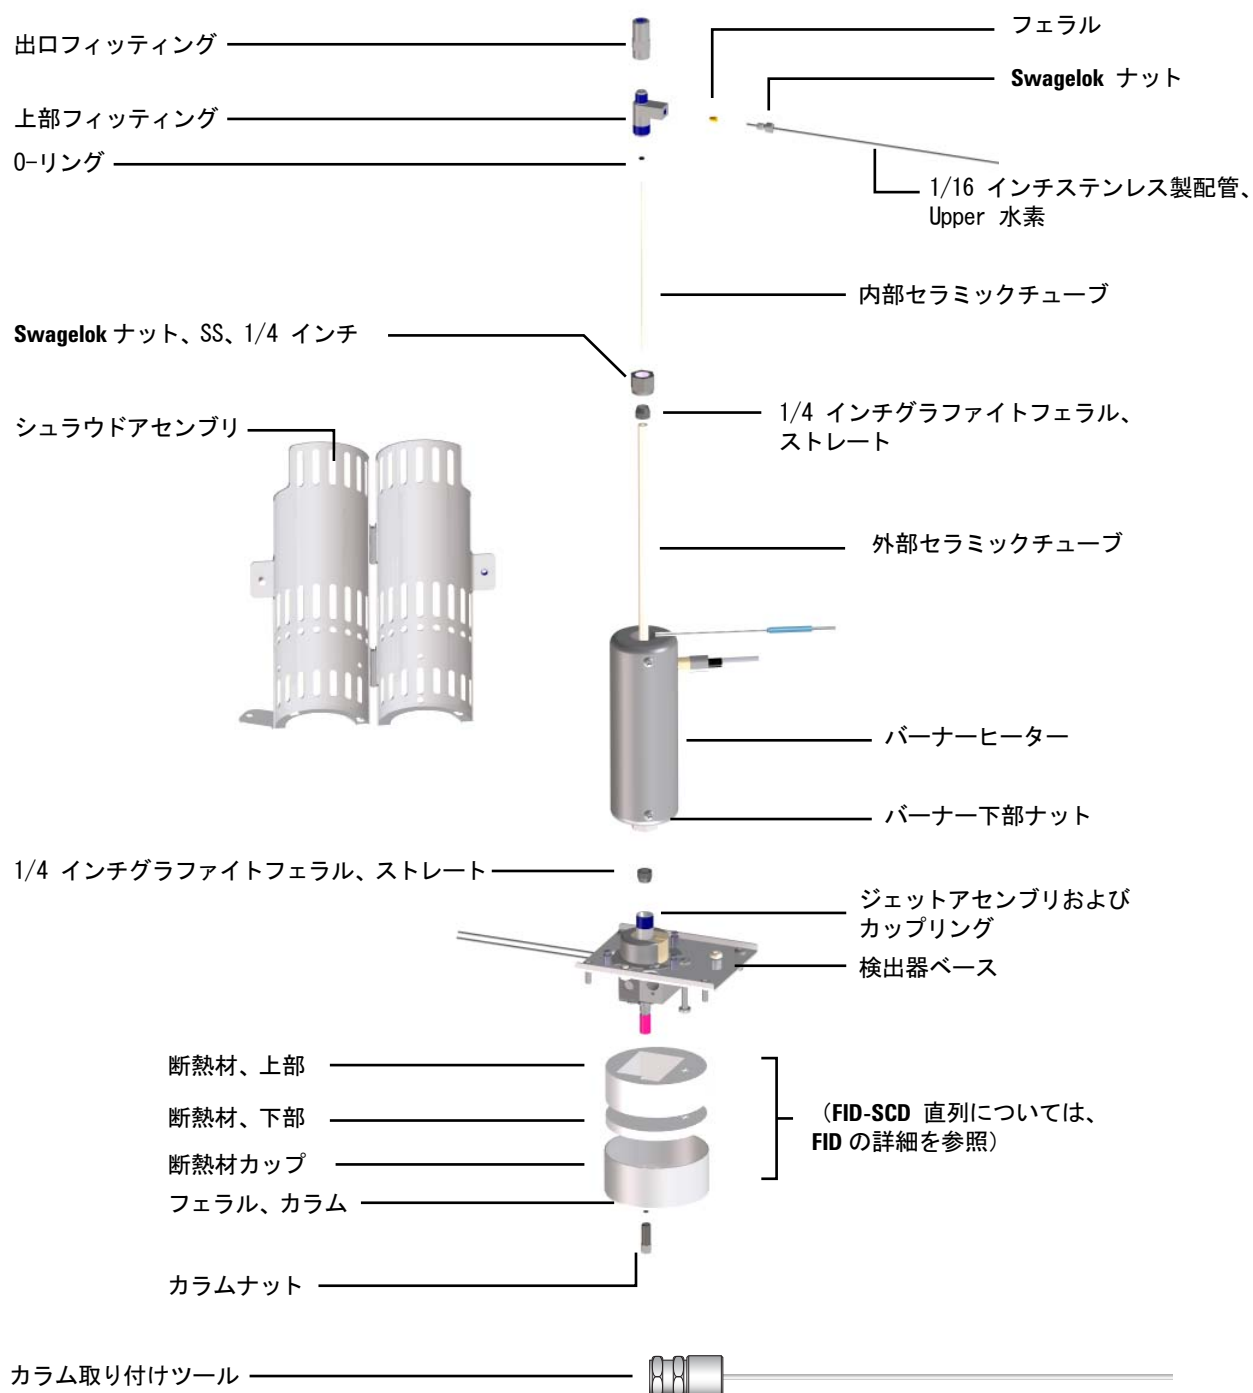 出口フィッティング
フェラル
Swagelok ナット
上部フィッティング
O-リング
1/16 インチステンレス製配管、
Upper 水素
内部セラミックチューブ
Swagelok ナット、SS、1/4 インチ
1/4 インチグラファイトフェラル、
ストレート
シュラウドアセンブリ
外部セラミックチューブ
バーナーヒーター
バーナー下部ナット
1/4 インチグラファイトフェラル、ストレート
ジェットアセンブリおよび
カップリング
検出器ベース
断熱材、上部
断熱材、下部
(FID-SCD 直列については、
FID の詳細を参照)
断熱材カップ
フェラル、カラム
カラムナット
カラム取り付けツール